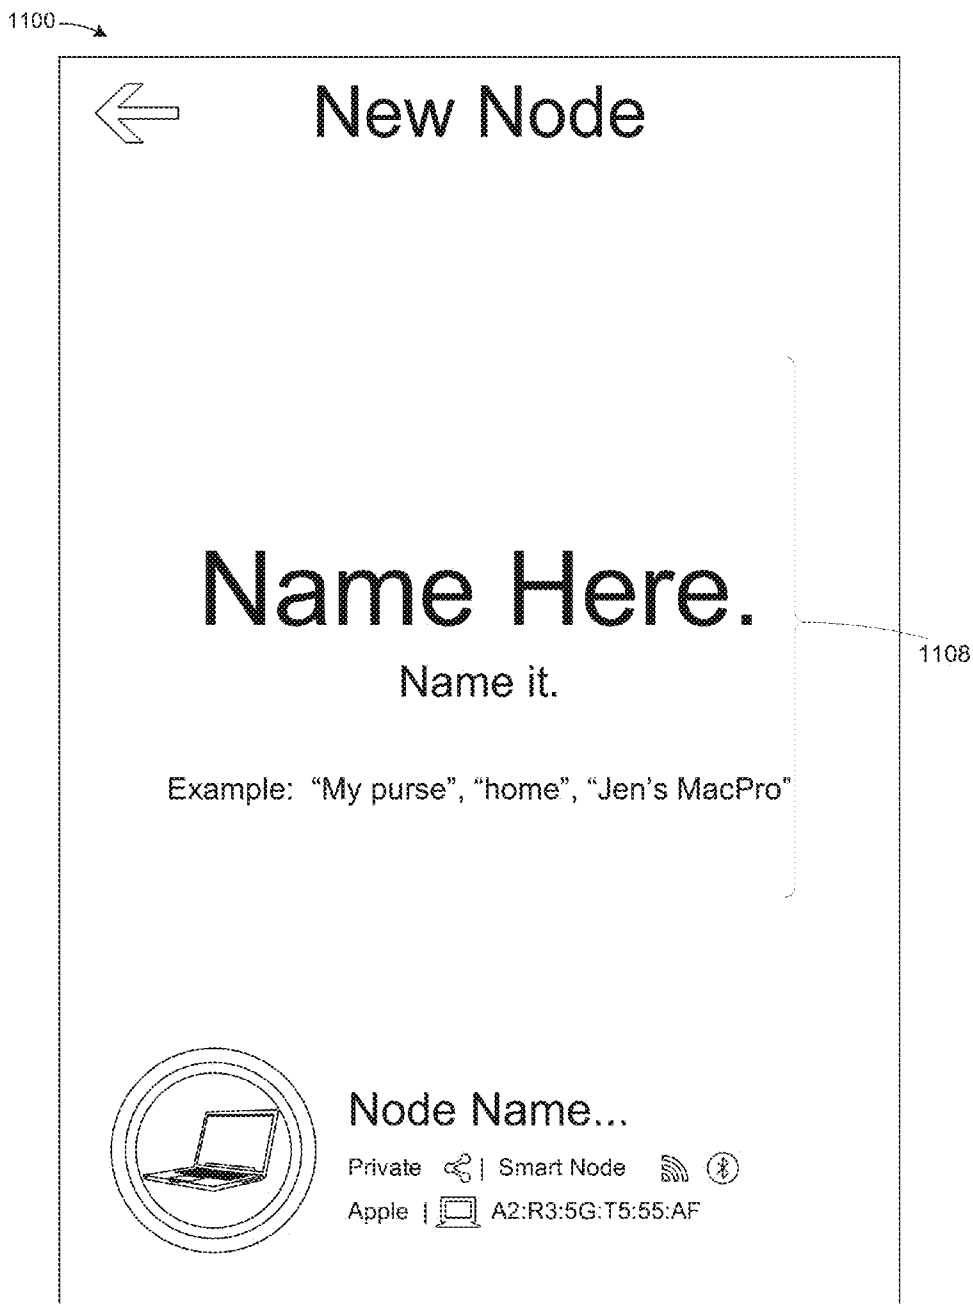 1100
New Node
Name Here.
1108
Name it.
Example: “My purse”, “home”, “Jen’s MacPro”
Node Name...
Private | Smart Node
Apple | A2:R3:5G:T5:55:AF